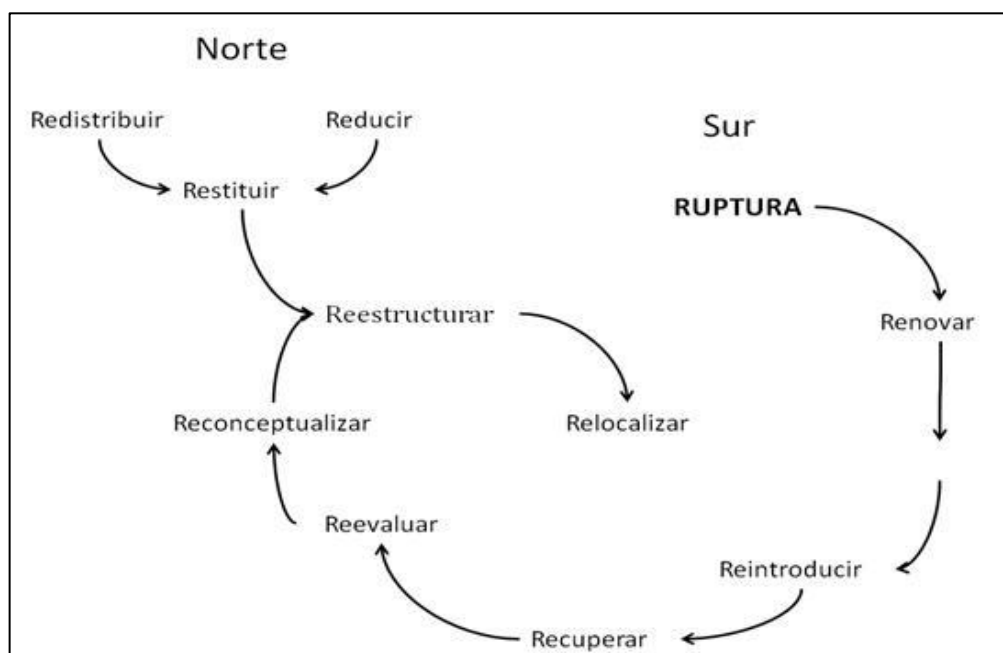 Norte
Redistribuir
Reducir
Sur
Restituir
RUPTURA
Reestructurar
Renovar
Reconceptualizar
Relocalizar
Reevaluar
Reintroducir
Recuperar